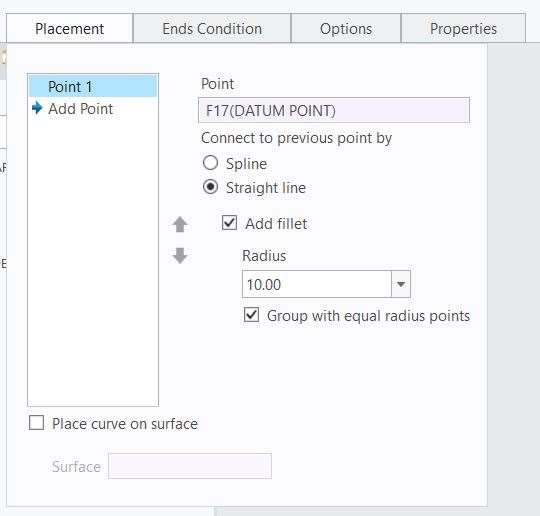 Placement
Ends Condition
Options
Properties
Point 1
Add Point
Point
F17(DATUM POINT)
Connect to previous point by
Spline
Straight line
Add fillet
Radius
10.00
Group with equal radius points
Place curve on surface
Surface